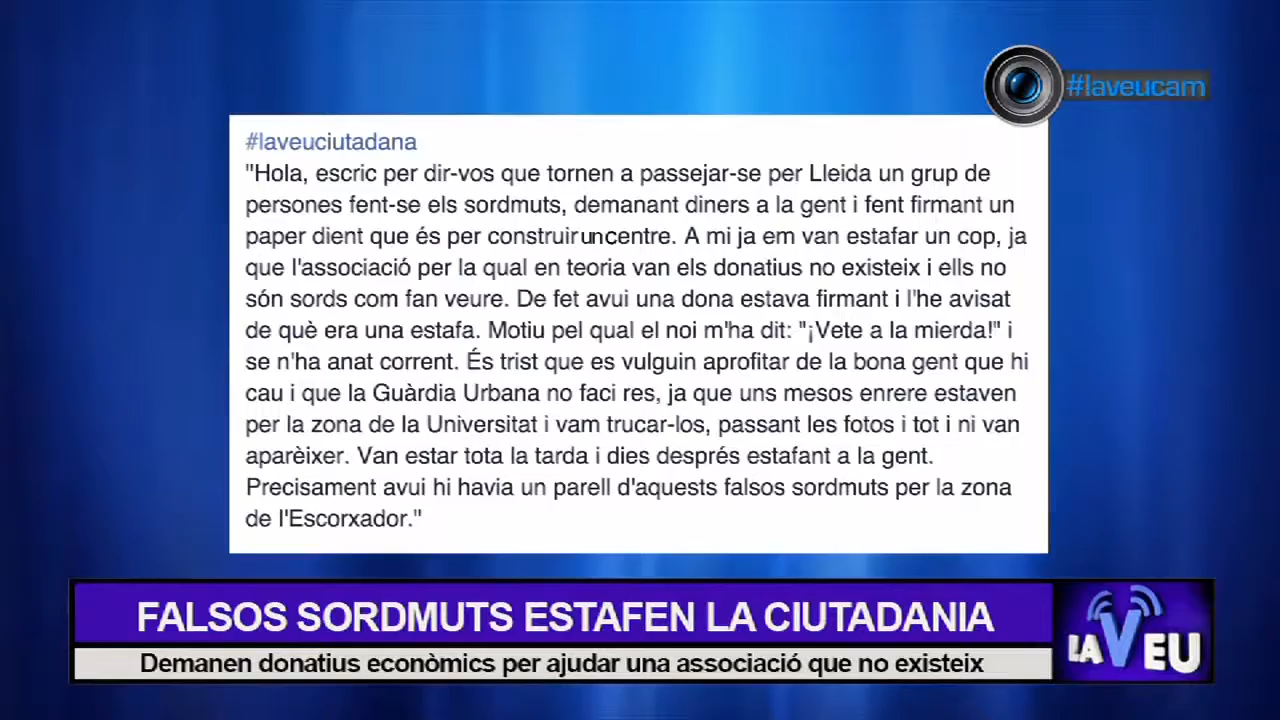 #laveucam
#laveuciutadana
"Hola, escric per dir-vos que tornen a passejar-se per Lleida un grup de
persones fent-se els sordmuts, demanant diners a la gent i fent firmant un
paper dient que és per construir un centre. A mi ja em van estafar un cop, ja
que l'associació per la qual en teoria van els donatius no existeix i ells no
són sords com fan veure. De fet avui una dona estava firmant i l'he avisat
de què era una estafa. Motiu pel qual el noi m'ha dit: "¡Vete a la mierda!" i
se n'ha anat corrent. És trist que es vulguin aprofitar de la bona gent que hi
cau i que la Guàrdia Urbana no faci res, ja que uns mesos enrere estaven
per la zona de la Universitat i vam trucar-los, passant les fotos i tot i ni van
aparèixer. Van estar tota la tarda i dies després estafant a la gent.
Precisament avui hi havia un parell d'aquests falsos sordmuts per la zona
de l'Escorxador."
FALSOS SORDMUTS ESTAFEN LA CIUTADANIA
Demanen donatius econòmics per ajudar una associació que no existeix
LA VEU